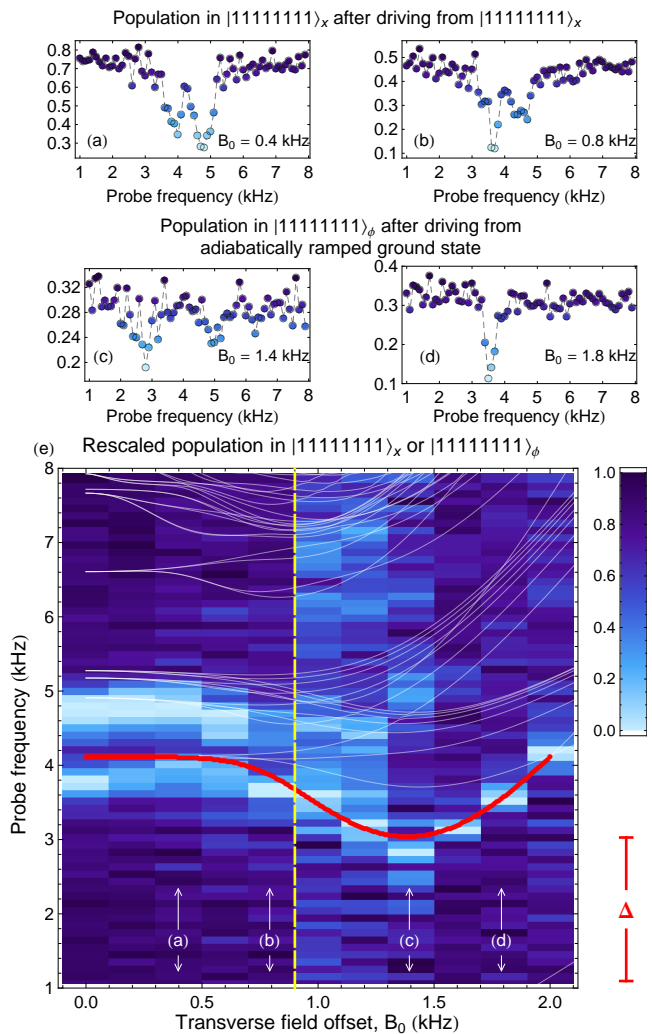 Population in |11111111⟩x after driving from |11111111⟩x
0.8
0.7
0.6
0.5
0.4
0.3
(a)
B0 = 0.4 kHz
1 2 3 4 5 6 7 8
Probe frequency (kHz)
0.5
0.4
0.3
0.2
0.1
(b)
B0 = 0.8 kHz
1 2 3 4 5 6 7 8
Probe frequency (kHz)
Population in |11111111⟩ϕ after driving from
adiabatically ramped ground state
0.32
0.28
0.24
0.2
(c)
B0 = 1.4 kHz
1 2 3 4 5 6 7 8
Probe frequency (kHz)
0.4
0.3
0.2
0.1
(d)
B0 = 1.8 kHz
1 2 3 4 5 6 7 8
Probe frequency (kHz)
(e) Rescaled population in |11111111⟩x or |11111111⟩ϕ
8
7
6
5
4
3
2
1
Probe frequency (kHz)
(a) (b) (c) (d)
0.0 0.5 1.0 1.5 2.0
Transverse field offset, B0 (kHz)
1.0
0.8
0.6
0.4
0.2
0.0
Δ